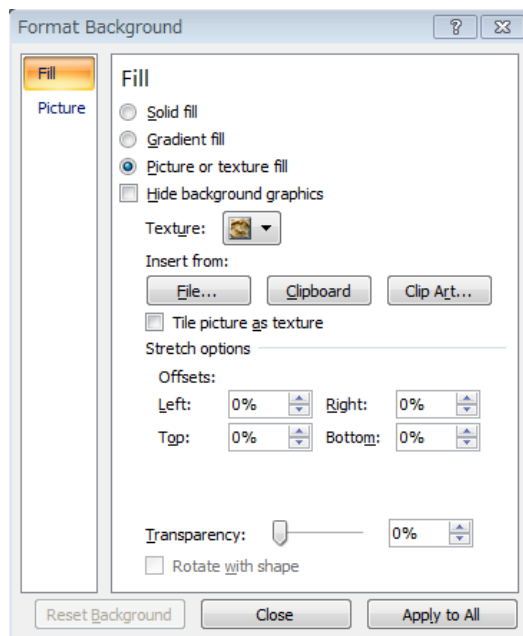 Format Background
Fill
Picture
Fill
Solid fill
Gradient fill
Picture or texture fill
Hide background graphics
Texture:
Insert from:
File... Clipboard Clip Art...
Tile picture as texture
Stretch options
Offsets:
Left: 0% Right: 0%
Top: 0% Bottom: 0%
Transparency: 0%
Rotate with shape
Reset Background Close Apply to All